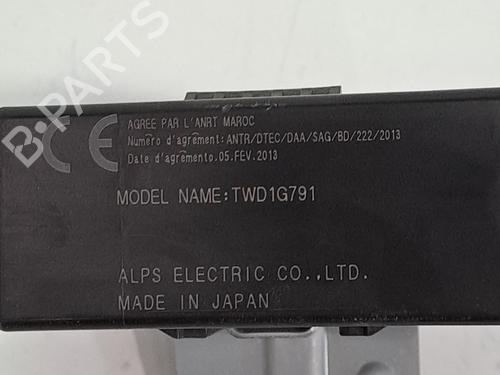 B-PARTS
CE
AGREE PAR L'ANRT MAROC
Numéro d'agrément: ANTR/DTEC/DAA/SAG/BD/222/2013
Date d'agrémento.05.FEV.2013
MODEL NAME:TWD1G791
ALPS ELECTRIC CO.,LTD.
MADE IN JAPAN